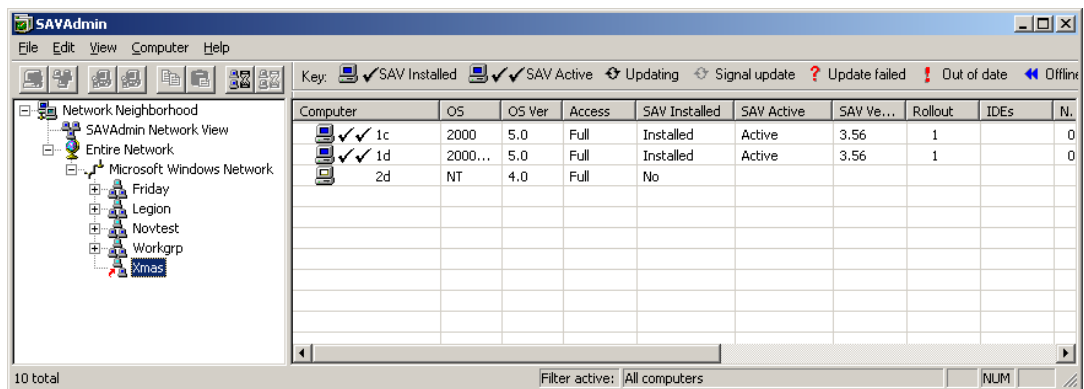 SAVAdmin
File Edit View Computer Help
Key: SAV Installed SAV Active Updating Signal update ? Update failed ! Out of date Offline
Network Neighborhood
SAVAdmin Network View
Entire Network
Microsoft Windows Network
Friday
Legion
Novtest
Workgrp
Xmas
Computer OS OS Ver Access SAV Installed SAV Active SAV Ve... Rollout IDEs N.
1c 2000 5.0 Full Installed Active 3.56 1 0
1d 2000... 5.0 Full Installed Active 3.56 1 0
2d NT 4.0 Full No
10 total Filter active: All computers NUM